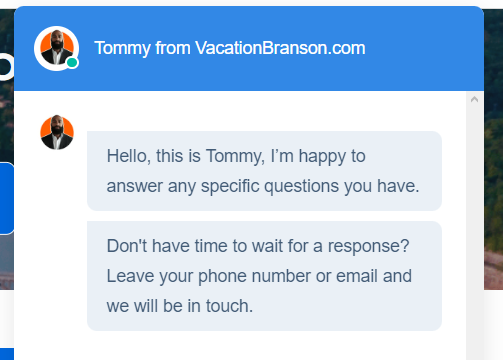 Tommy from VacationBranson.com
Hello, this is Tommy, I’m happy to
answer any specific questions you have.
Don't have time to wait for a response?
Leave your phone number or email and
we will be in touch.